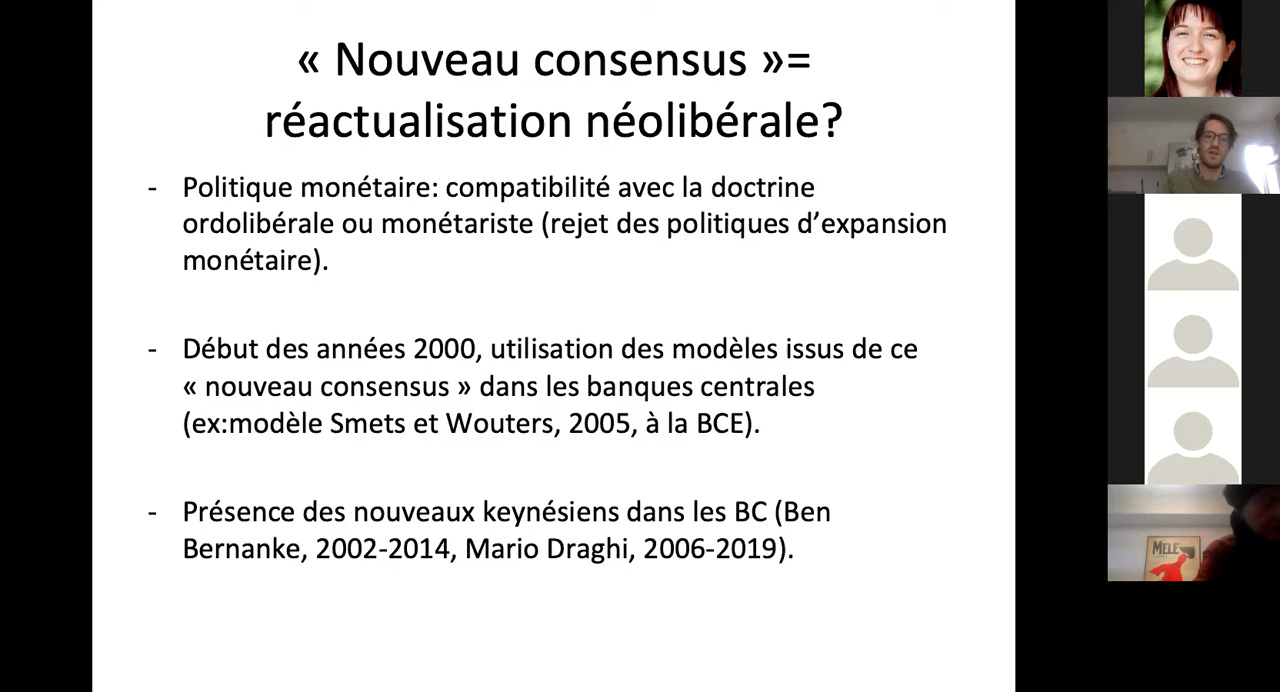 « Nouveau consensus »=
réactualisation néolibérale?
- Politique monétaire: compatibilité avec la doctrine
ordolibérale ou monétariste (rejet des politiques d’expansion
monétaire).
- Début des années 2000, utilisation des modèles issus de ce
« nouveau consensus » dans les banques centrales
(ex:modèle Smets et Wouters, 2005, à la BCE).
- Présence des nouveaux keynésiens dans les BC (Ben
Bernanke, 2002-2014, Mario Draghi, 2006-2019).
MELE